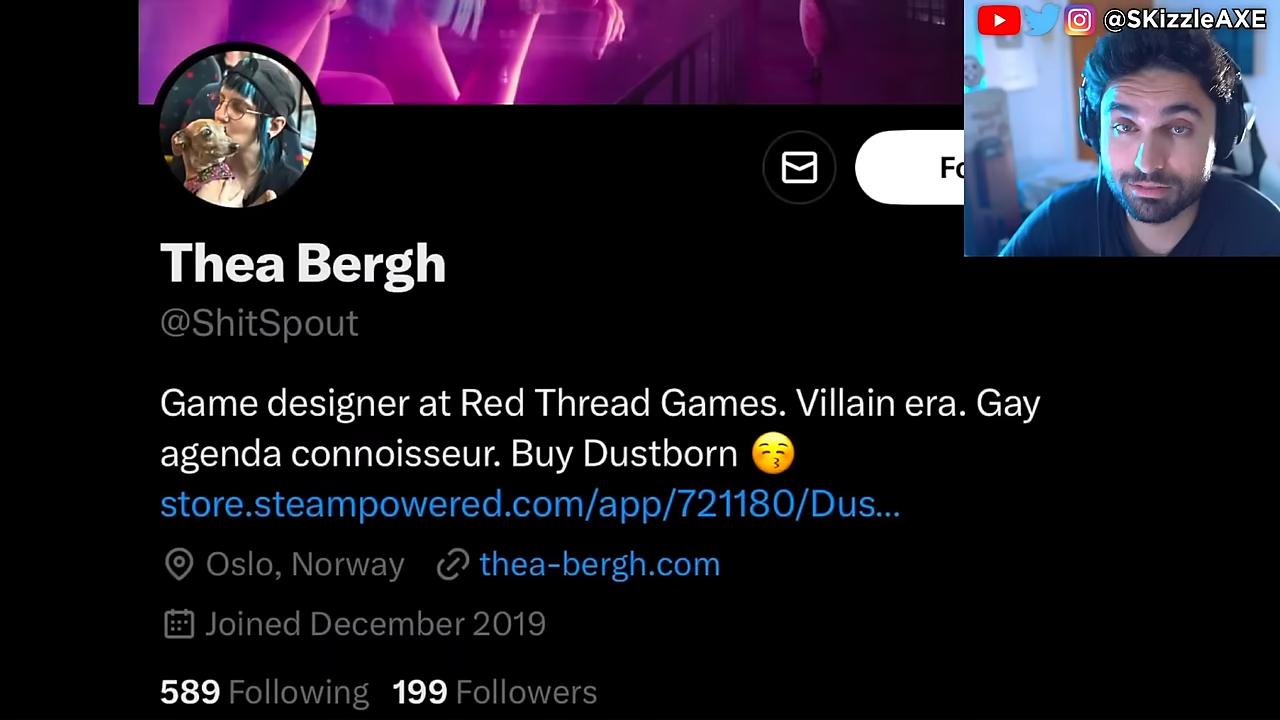 @SKizzleAXE
Fo
Thea Bergh
@ShitSpout
Game designer at Red Thread Games. Villain era. Gay
agenda connoisseur. Buy Dustborn 😚
store.steampowered.com/app/721180/Dus...
Oslo, Norway thea-bergh.com
Joined December 2019
589 Following 199 Followers